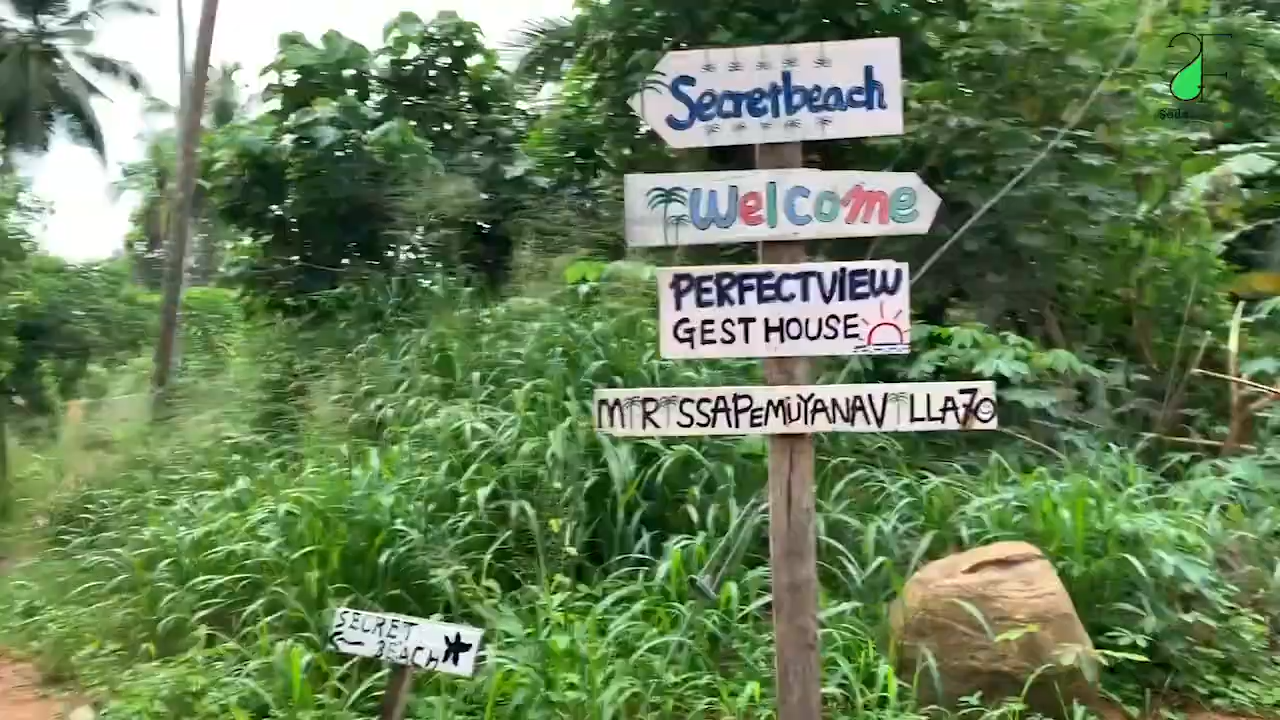 Secretbeach
Welcome
PERFECTVIEW
GEST HOUSE
MIRISSAPEMUYANAVILLA70
SECRET
BEACH